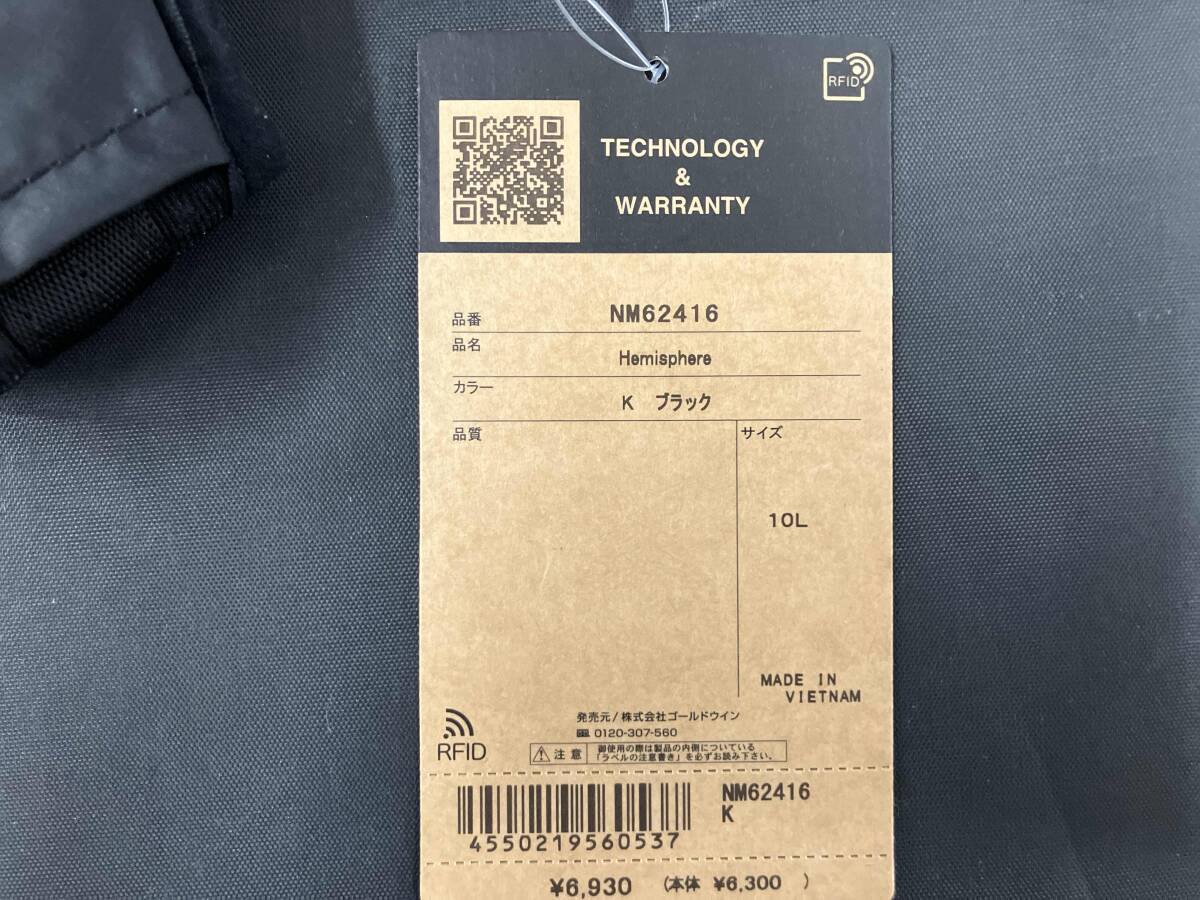 RFID
TECHNOLOGY
&
WARRANTY
品番 NM62416
品名 Hemisphere
カラー K ブラック
品質 サイズ
10L
MADE IN
VIETNAM
発売元/株式会社ゴールドウイン
0120-307-560
RFID
注意 御使用の際は製品の内側についている
「ラベルの注意書き」を必ずお読み下さい。
NM62416
K
4550219560537
¥6,930 (本体 ¥6,300 )